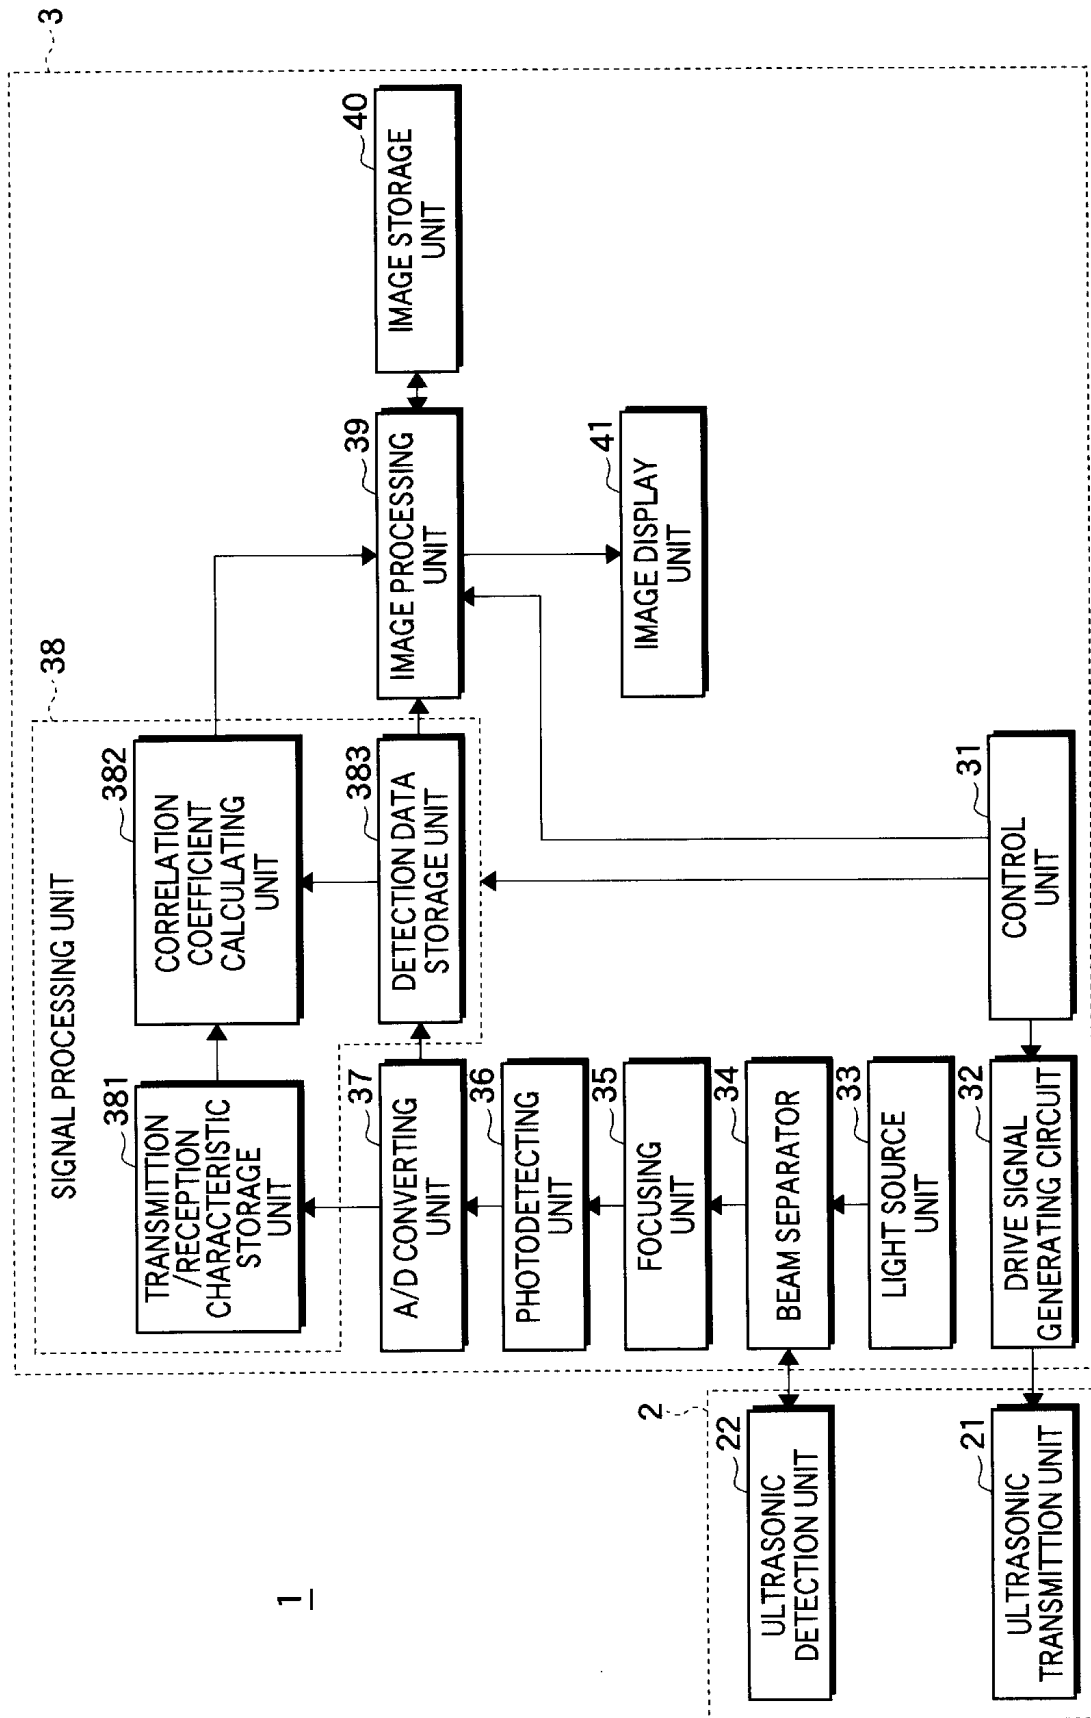 1
2
ULTRASONIC
DETECTION UNIT
22
ULTRASONIC
TRANSMITTION UNIT
21
3
SIGNAL PROCESSING UNIT
38
TRANSMITTION
/RECEPTION
CHARACTERISTIC
STORAGE
UNIT
381
CORRELATION
COEFFICIENT
CALCULATING
UNIT
382
DETECTION DATA
STORAGE UNIT
383
A/D CONVERTING
UNIT
37
PHOTODETECTING
UNIT
36
FOCUSING
UNIT
35
BEAM SEPARATOR
34
LIGHT SOURCE
UNIT
33
DRIVE SIGNAL
GENERATING CIRCUIT
32
CONTROL
UNIT
31
IMAGE PROCESSING
UNIT
39
IMAGE STORAGE
UNIT
40
IMAGE DISPLAY
UNIT
41